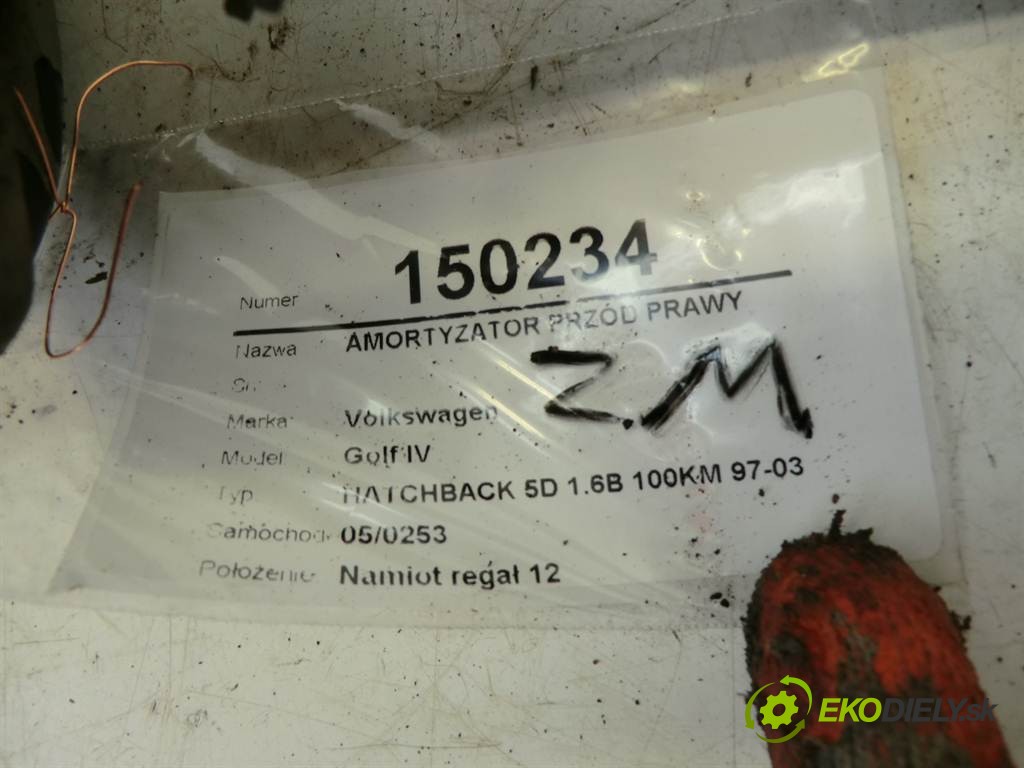 Numer 150234
Nazwa AMORTYZATOR PRZÓD PRAWY
Z.M
Marka Volkswagen
Model Golf IV
Typ HATCHBACK 5D 1.6B 100KM 97-03
Samochód 05/0253
Położenie Namiot regał 12
EKODIELY.sk